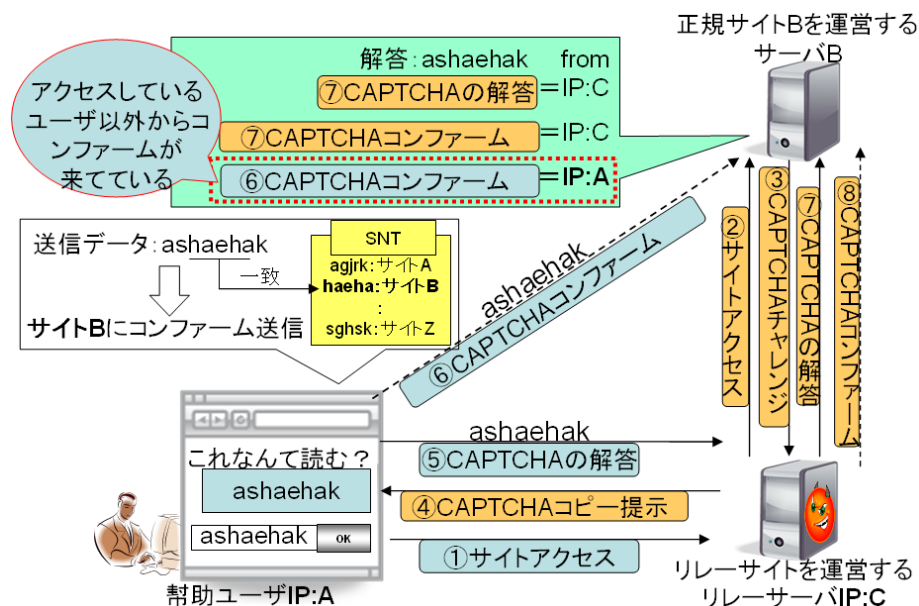 正規サイトBを運営する
サーバB
解答:ashaehak from
⑦CAPTCHAの解答=IP:C
⑦CAPTCHAコンファーム=IP:C
⑥CAPTCHAコンファーム=IP:A
アクセスしている
ユーザ以外からコ
ンファームが
来てている
送信データ:ashaehak
一致
サイトBにコンファーム送信
SNT
agjrk:サイトA
haeha:サイトB
:
sghsk:サイトZ
ashaehak
⑥CAPTCHAコンファーム
②サイトアクセス
③CAPTCHAチャレンジ
⑦CAPTCHAの解答
⑧CAPTCHAコンファーム
これなんて読む?
ashaehak
ashaehak OK
ashaehak
⑤CAPTCHAの解答
④CAPTCHAコピー提示
①サイトアクセス
幇助ユーザIP:A
リレーサイトを運営する
リレーサーバIP:C